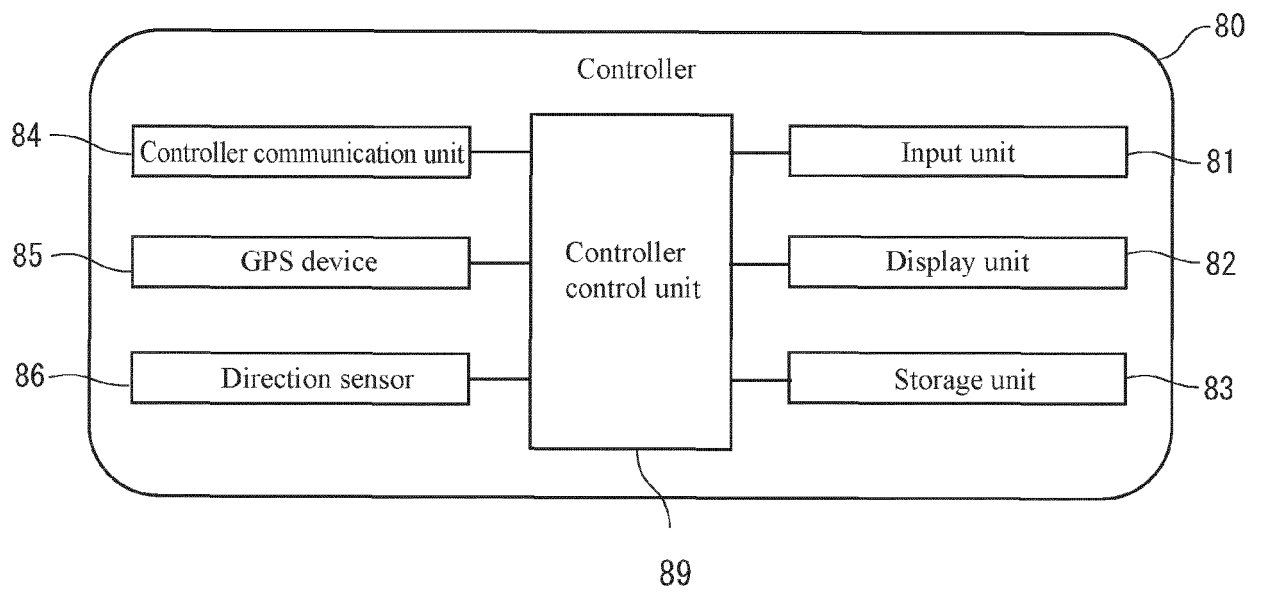 80
Controller
84
Controller communication unit
Input unit
81
85
GPS device
Controller
control unit
Display unit
82
86
Direction sensor
Storage unit
83
89